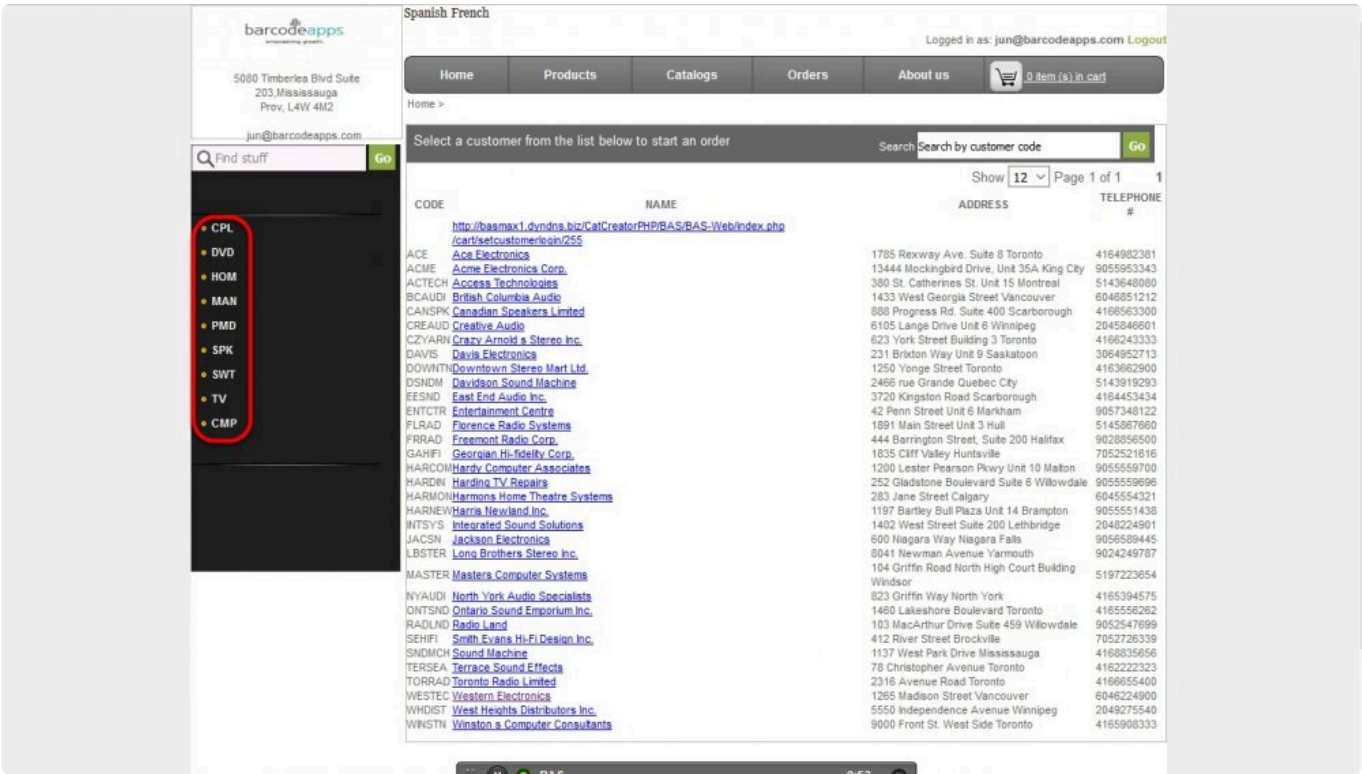 barcodeapps
empowering growth.
5080 Timberlea Blvd Suite
203,Mississauga
Prov, L4W 4M2
jun@barcodeapps.com
Find stuff Go
CPL
DVD
HOM
MAN
PMD
SPK
SWT
TV
CMP
Spanish French
Logged in as: jun@barcodeapps.com Logout
Home Products Catalogs Orders About us 0 item (s) in cart
Home >
Select a customer from the list below to start an order Search Search by customer code Go
Show 12 Page 1 of 1 1
CODE NAME ADDRESS TELEPHONE
#
http://basmax1.dyndns.biz/CatCreatorPHP/BAS/BAS-Web/index.php
/cart/setcustomerlogin/255
ACE Ace Electronics 1785 Rexway Ave. Suite 8 Toronto 4164982381
ACME Acme Electronics Corp. 13444 Mockingbird Drive, Unit 35A King City 9055953343
ACTECH Access Technologies 380 St. Catherines St. Unit 15 Montreal 5143648080
BCAUDI British Columbia Audio 1433 West Georgia Street Vancouver 6046851212
CANSPK Canadian Speakers Limited 888 Progress Rd. Suite 400 Scarborough 4166563300
CREAUD Creative Audio 6105 Lange Drive Unit 6 Winnipeg 2045846601
CZYARN Crazy Arnold s Stereo Inc. 623 York Street Building 3 Toronto 4166243333
DAVIS Davis Electronics 231 Brixton Way Unit 9 Saskatoon 3064952713
DOWNTN Downtown Stereo Mart Ltd. 1250 Yonge Street Toronto 4163662900
DSNDM Davidson Sound Machine 2466 rue Grande Quebec City 5143919293
EESND East End Audio Inc. 3720 Kingston Road Scarborough 4164453434
ENTCTR Entertainment Centre 42 Penn Street Unit 6 Markham 9057348122
FLRAD Florence Radio Systems 1891 Main Street Unit 3 Hull 5145867660
FRRAD Freemont Radio Corp. 444 Barrington Street, Suite 200 Halifax 9028856500
GAHIFI Georgian Hi-fidelity Corp. 1835 Cliff Valley Huntsville 7052521616
HARCOM Hardy Computer Associates 1200 Lester Pearson Pkwy Unit 10 Malton 9055559700
HARDIN Harding TV Repairs 252 Gladstone Boulevard Suite 6 Willowdale 9055559696
HARMON Harmons Home Theatre Systems 283 Jane Street Calgary 6045554321
HARNEW Harris Newland Inc. 1197 Bartley Bull Plaza Unit 14 Brampton 9055551438
INTSYS Integrated Sound Solutions 1402 West Street Suite 200 Lethbridge 2048224901
JACSN Jackson Electronics 600 Niagara Way Niagara Falls 9056589445
LBSTER Long Brothers Stereo Inc. 8041 Newman Avenue Yarmouth 9024249787
MASTER Masters Computer Systems 104 Griffin Road North High Court Building
Windsor 5197223654
NYAUDI North York Audio Specialists 823 Griffin Way North York 4165394575
ONTSND Ontario Sound Emporium Inc. 1460 Lakeshore Boulevard Toronto 4165556262
RADLND Radio Land 103 MacArthur Drive Suite 459 Willowdale 9052547699
SEHIFI Smith Evans Hi-Fi Design Inc. 412 River Street Brockville 7052726339
SNDMCH Sound Machine 1137 West Park Drive Mississauga 4168835656
TERSEA Terrace Sound Effects 78 Christopher Avenue Toronto 4162222323
TORRAD Toronto Radio Limited 2316 Avenue Road Toronto 4166655400
WESTEC Western Electronics 1265 Madison Street Vancouver 6046224900
WHDIST West Heights Distributors Inc. 5550 Independence Avenue Winnipeg 2049275540
WINSTN Winston s Computer Consultants 9000 Front St. West Side Toronto 4165908333